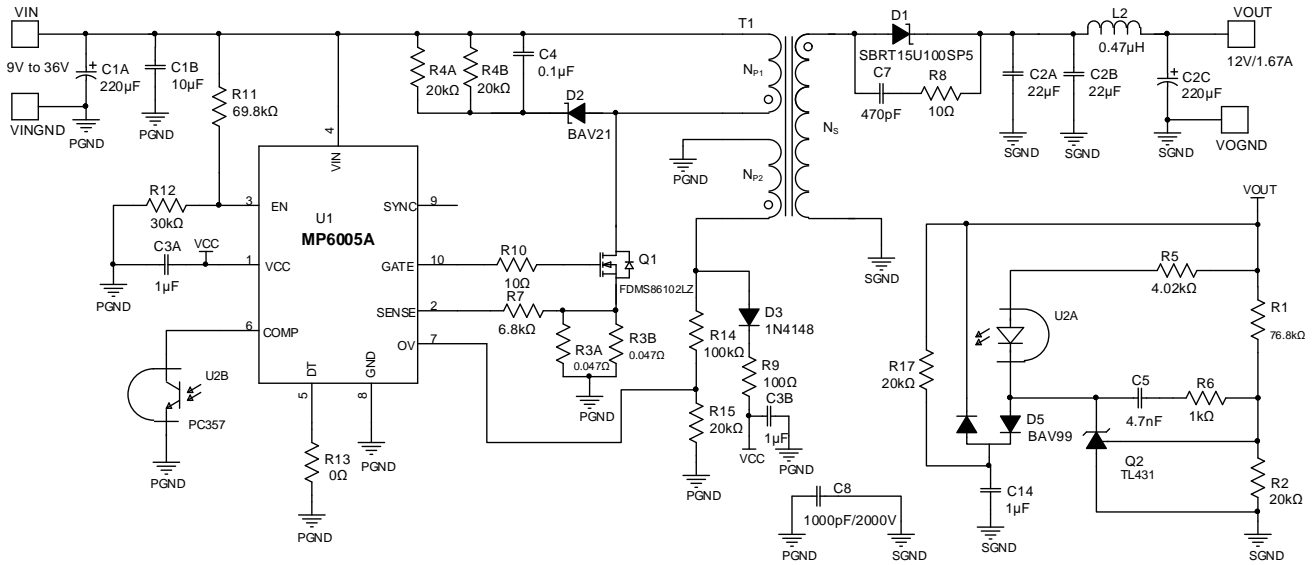 VIN
9V to 36V
VINGND
C1A
220µF
+
PGND
C1B
10µF
PGND
R11
69.8kΩ
R12
30kΩ
C3A
1µF
VCC
PGND
4
VIN
3
EN
1
VCC
6
COMP
DT
5
GND
8
U1
MP6005A
SYNC
9
GATE
10
SENSE
2
OV
7
U2B
PC357
PGND
R13
0Ω
PGND
PGND
R4A
20kΩ
R4B
20kΩ
C4
0.1µF
D2
BAV21
R10
10Ω
Q1
FDMS86102LZ
R7
6.8kΩ
R3A
0.047Ω
R3B
0.047Ω
PGND
T1
NP1
NP2
NS
PGND
SGND
R14
100kΩ
R15
20kΩ
PGND
D3
1N4148
R9
100Ω
C3B
1µF
VCC
PGND
D1
SBRT15U100SP5
C7
470pF
R8
10Ω
C2A
22µF
SGND
C2B
22µF
SGND
L2
0.47µH
+
C2C
220µF
SGND
VOUT
12V/1.67A
VOGND
C8
1000pF/2000V
PGND
SGND
VOUT
R5
4.02kΩ
R1
76.8kΩ
U2A
R17
20kΩ
C5
4.7nF
R6
1kΩ
D5
BAV99
Q2
TL431
R2
20kΩ
C14
1µF
SGND
SGND